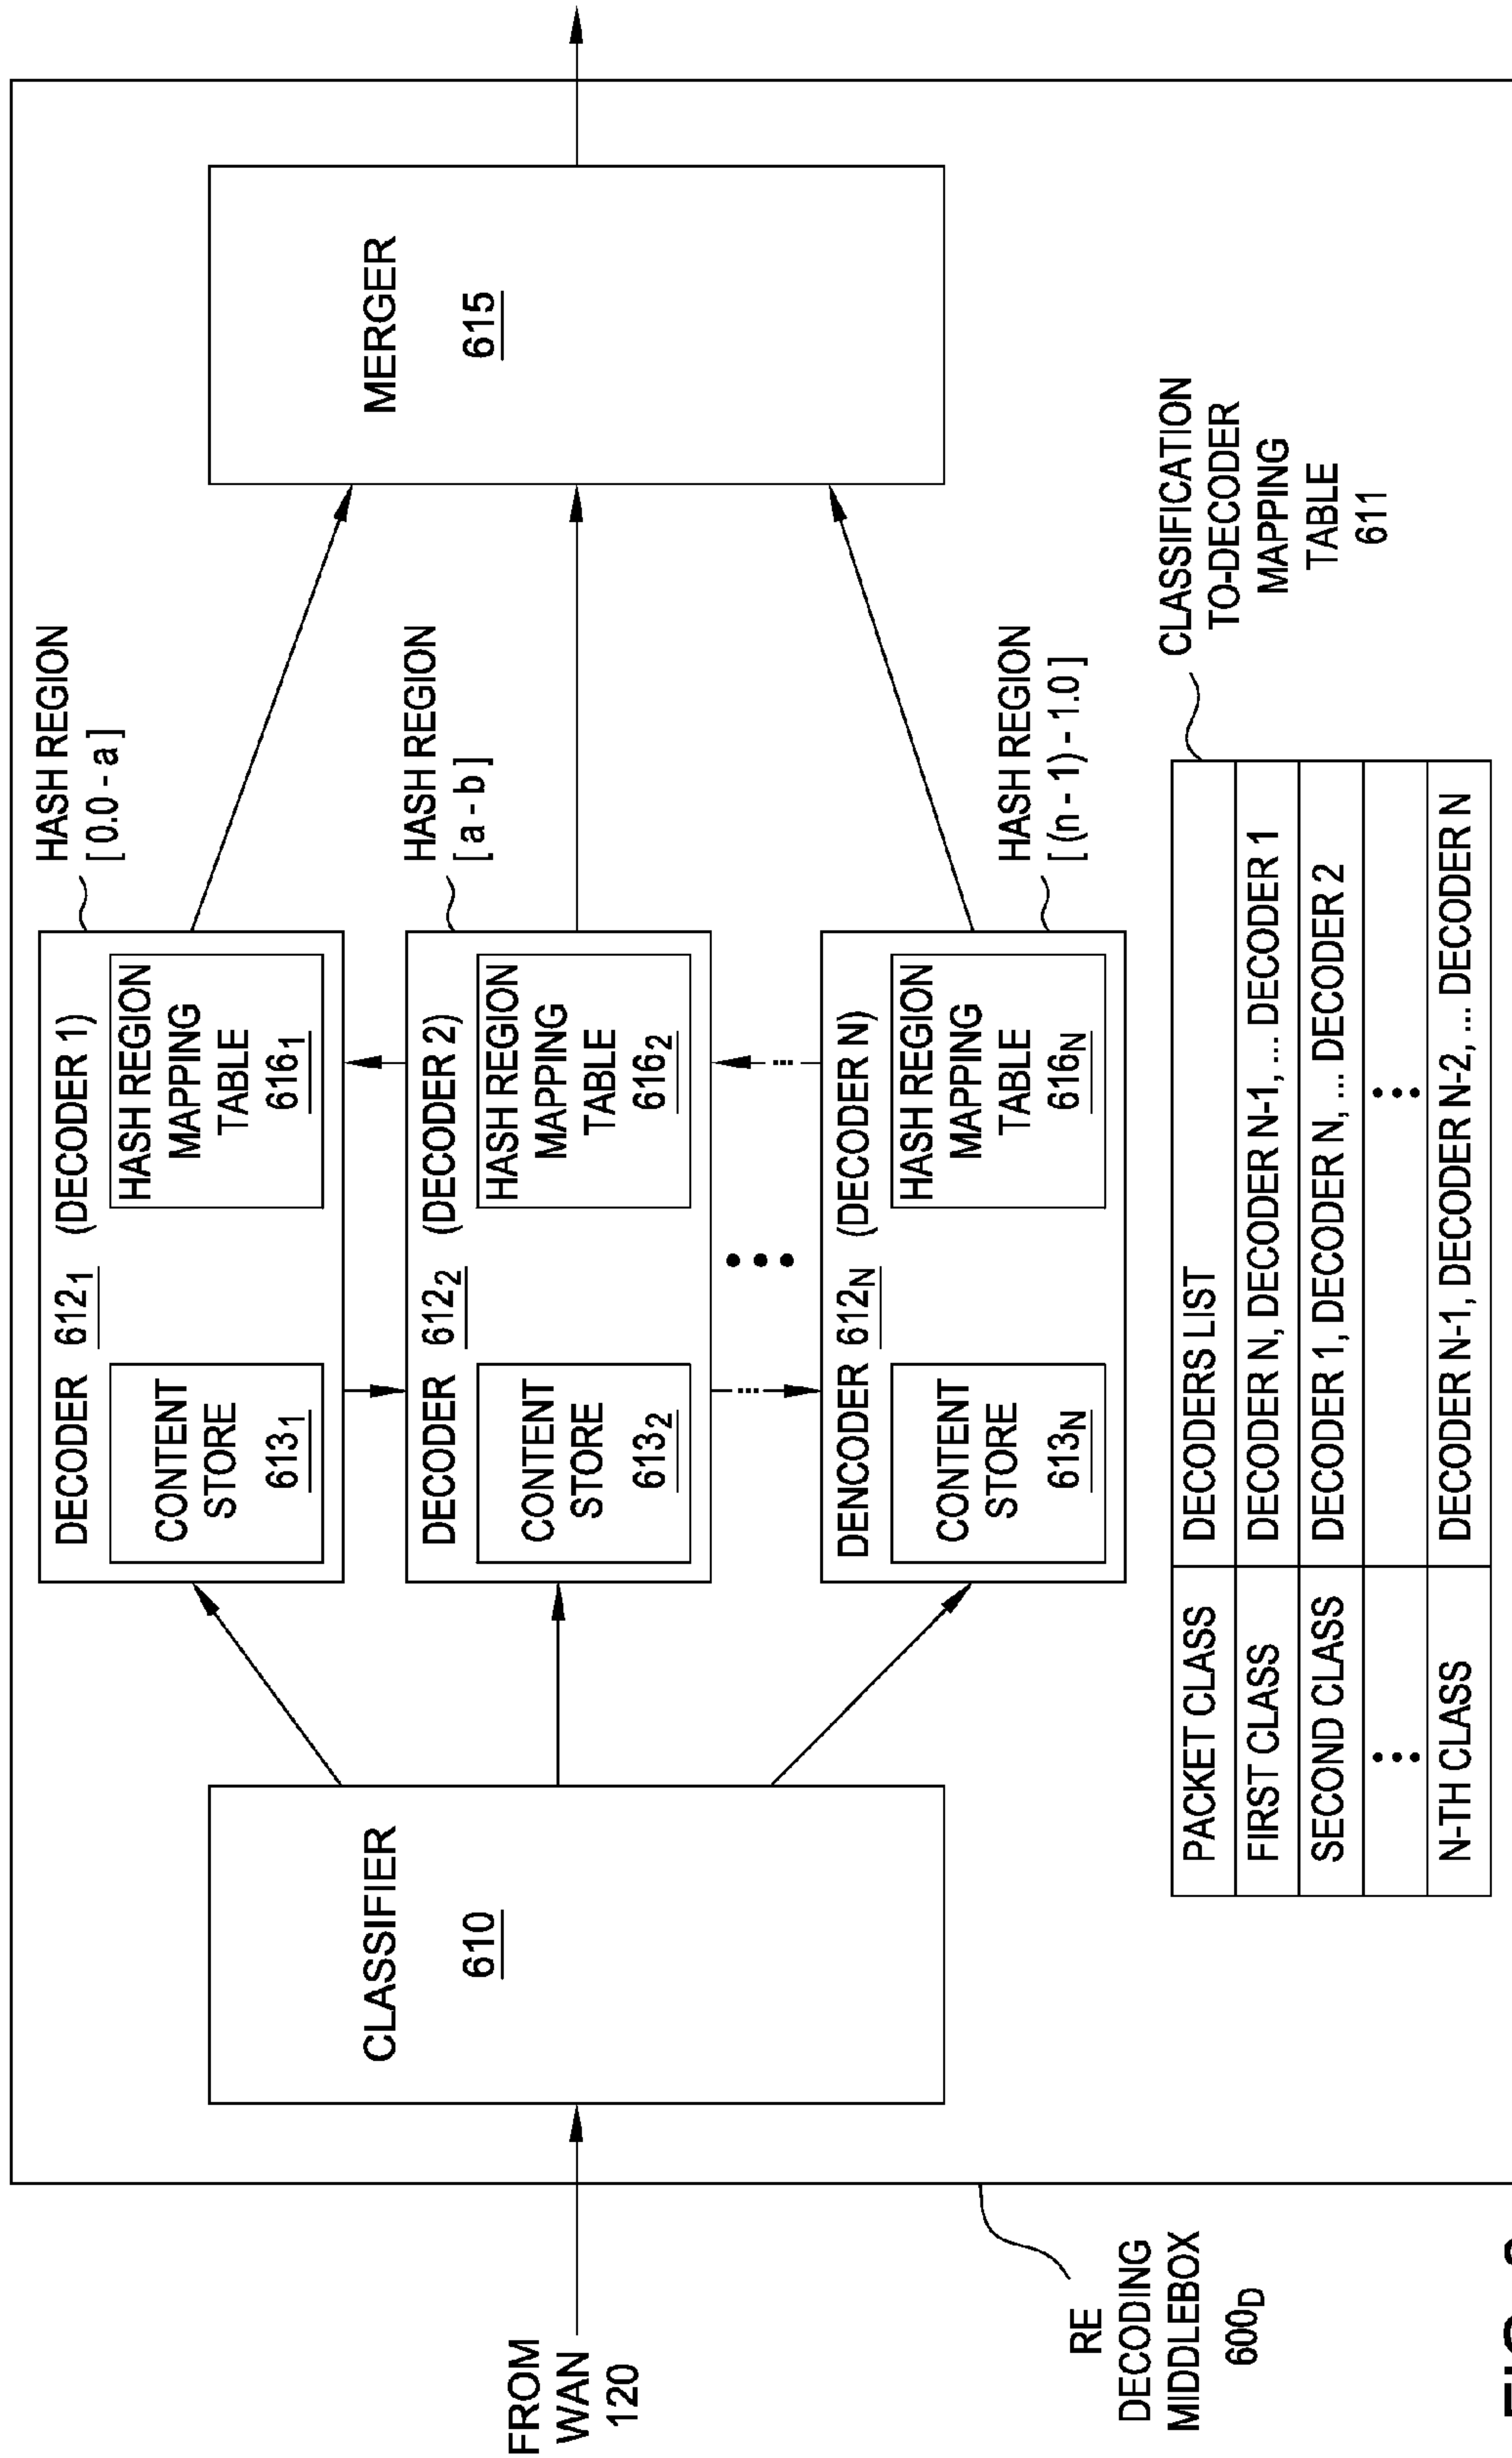 FROM
WAN
120
RE
DECODING
MIDDLEBOX
600D
CLASSIFIER
610
DECODER 6121 (DECODER 1)
CONTENT
STORE
6131
HASH REGION
MAPPING
TABLE
6161
HASH REGION
[ 0.0 - a ]
DECODER 6122 (DECODER 2)
CONTENT
STORE
6132
HASH REGION
MAPPING
TABLE
6162
HASH REGION
[ a - b ]
DENCODER 612N (DECODER N)
CONTENT
STORE
613N
HASH REGION
MAPPING
TABLE
616N
HASH REGION
[ (n - 1) - 1.0 ]
MERGER
615
PACKET CLASS DECODERS LIST
FIRST CLASS DECODER N, DECODER N-1, ... DECODER 1
SECOND CLASS DECODER 1, DECODER N, ... DECODER 2
N-TH CLASS DECODER N-1, DECODER N-2, ... DECODER N
CLASSIFICATION
TO-DECODER
MAPPING
TABLE
611
FIG.